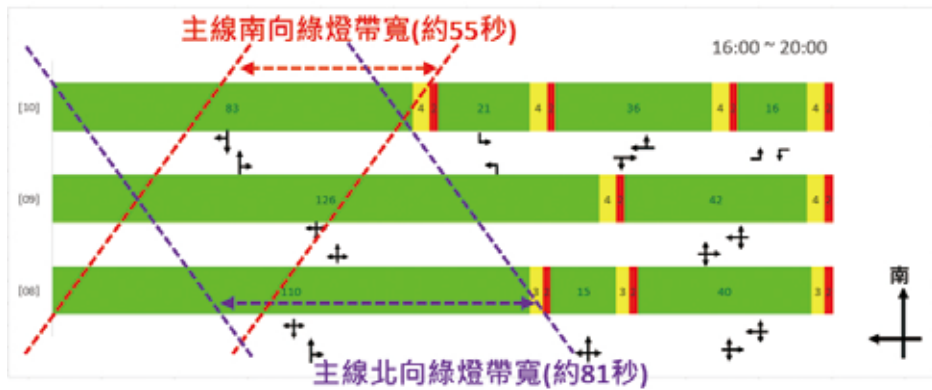 主線南向綠燈帶寬(約55秒)
16:00 ~ 20:00
[10] 83 4 21 4 36 4 16 4
[09] 126 4 42 4
[08] 110 3 15 3 40 3
南
主線北向綠燈帶寬(約81秒)